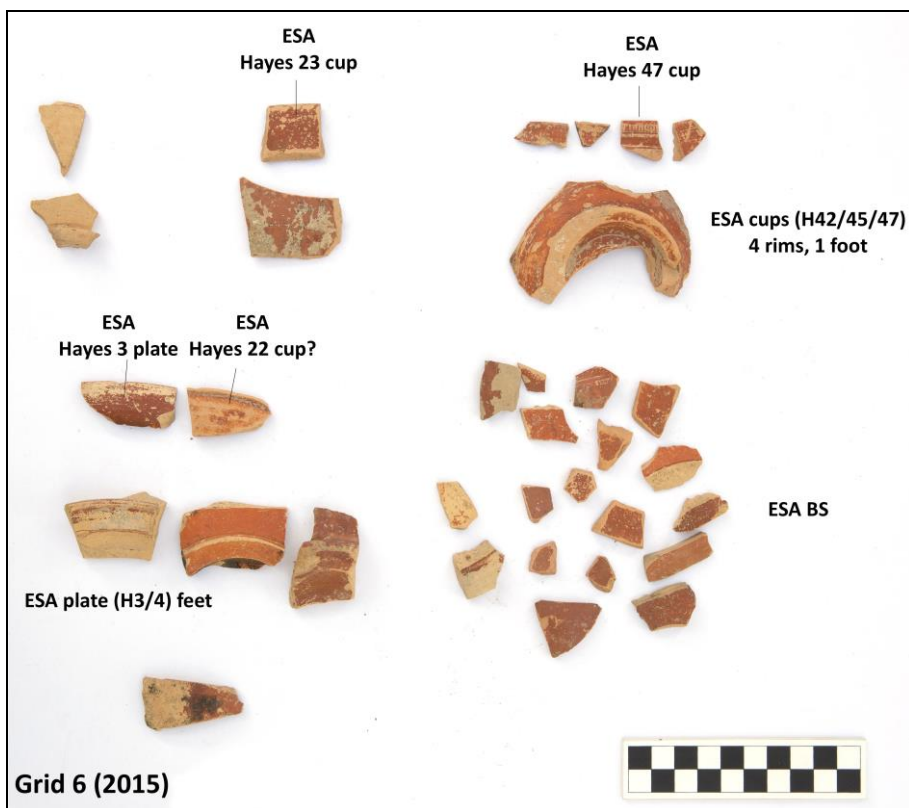 ESA
Hayes 23 cup
ESA
Hayes 47 cup
ESA cups (H42/45/47)
4 rims, 1 foot
ESA
Hayes 3 plate
ESA
Hayes 22 cup?
ESA BS
ESA plate (H3/4) feet
Grid 6 (2015)